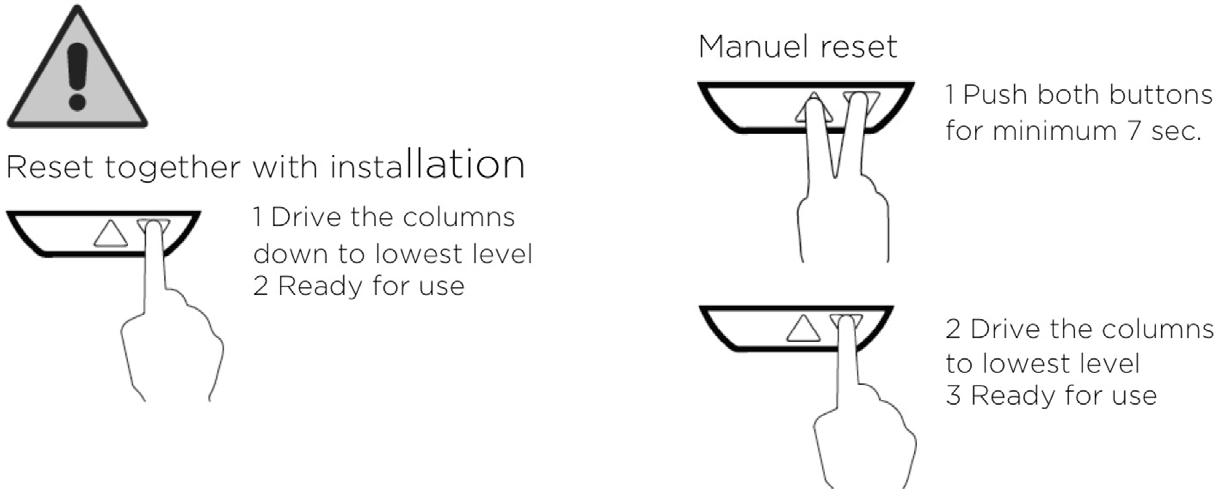 Reset together with installation
1 Drive the columns
down to lowest level
2 Ready for use
Manuel reset
1 Push both buttons
for minimum 7 sec.
2 Drive the columns
to lowest level
3 Ready for use